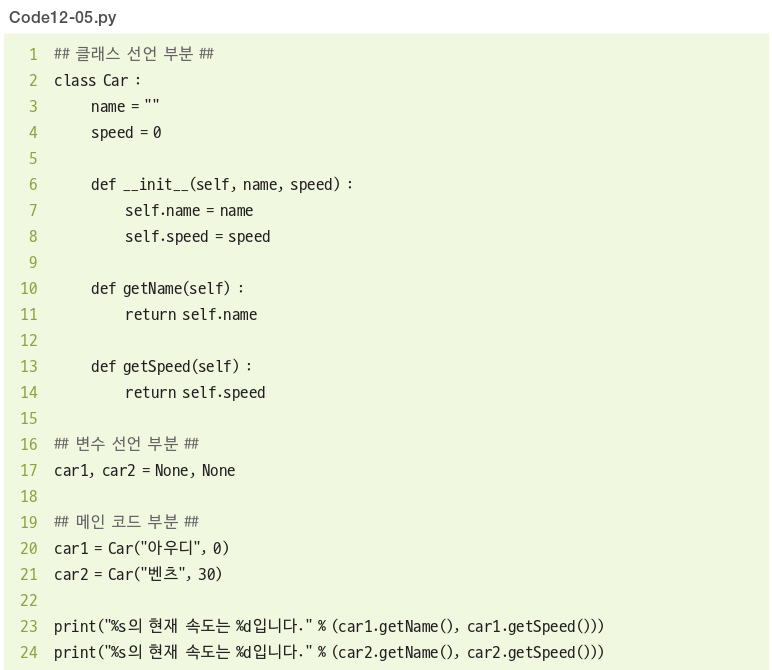 Code12-05.py
1 ## 클래스 선언 부분 ##
2 class Car :
3     name = ""
4     speed = 0
5
6     def __init__(self, name, speed) :
7         self.name = name
8         self.speed = speed
9
10     def getName(self) :
11         return self.name
12
13     def getSpeed(self) :
14         return self.speed
15
16 ## 변수 선언 부분 ##
17 car1, car2 = None, None
18
19 ## 메인 코드 부분 ##
20 car1 = Car("아우디", 0)
21 car2 = Car("벤츠", 30)
22
23 print("%s의 현재 속도는 %d입니다." % (car1.getName(), car1.getSpeed()))
24 print("%s의 현재 속도는 %d입니다." % (car2.getName(), car2.getSpeed()))